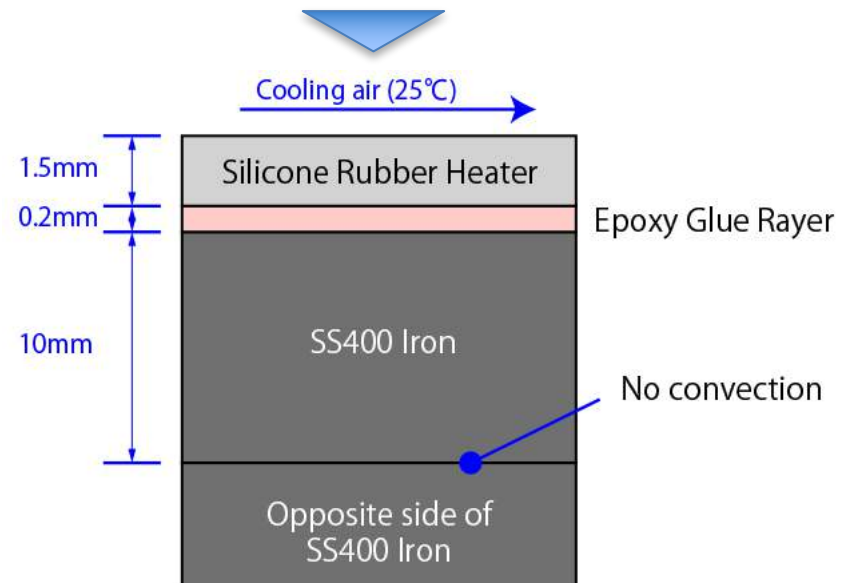 Cooling air (25℃)
1.5mm
Silicone Rubber Heater
0.2mm
Epoxy Glue Rayer
10mm
SS400 Iron
No convection
Opposite side of
SS400 Iron